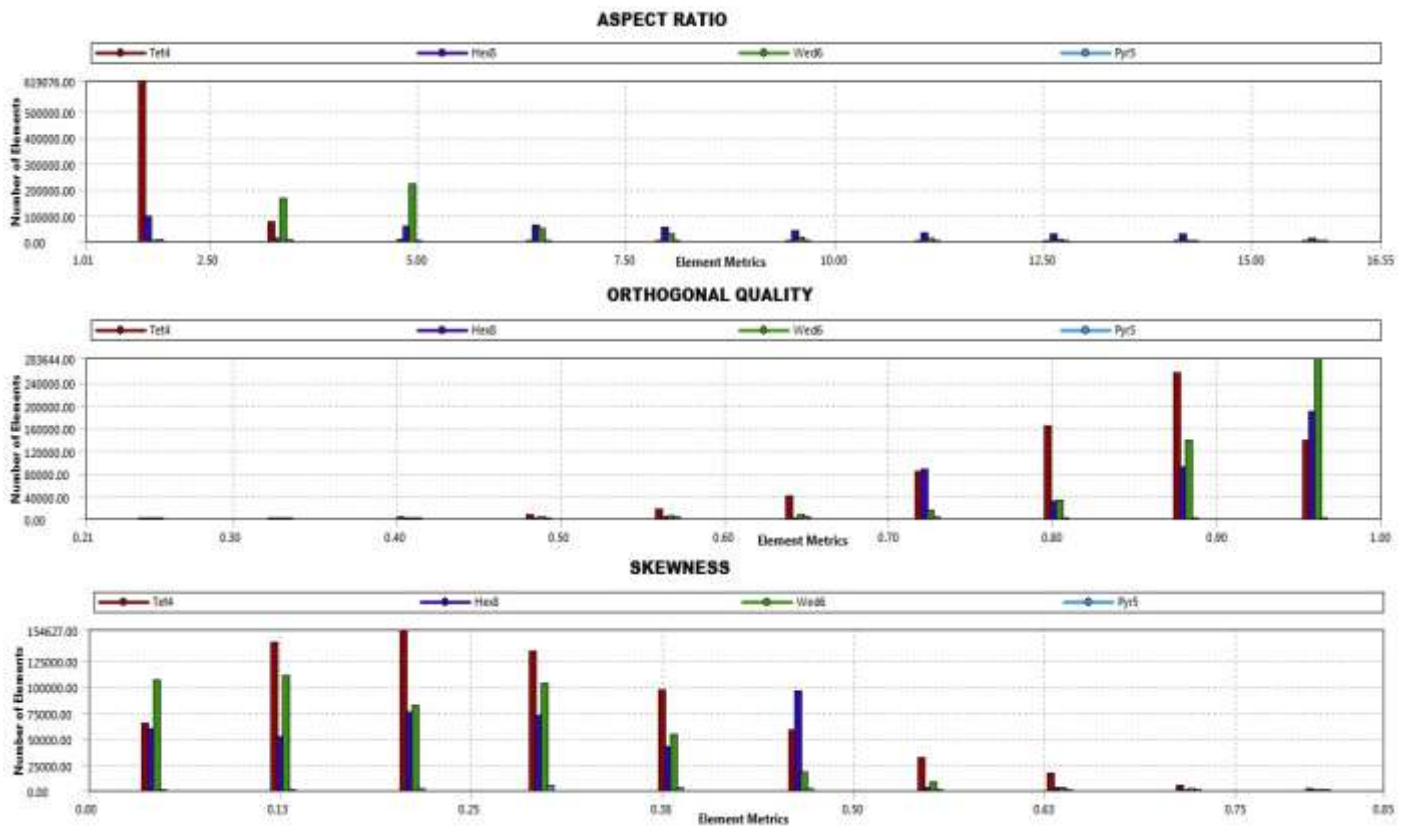 ASPECT RATIO
Tet4 Hex8 Wed6 Pyr5
Number of Elements
619076.00
500000.00
400000.00
300000.00
200000.00
100000.00
0.00
1.01 2.50 5.00 7.50 10.00 12.50 15.00 16.55
Element Metrics
ORTHOGONAL QUALITY
Tet4 Hex8 Wed6 Pyr5
Number of Elements
283644.00
240000.00
200000.00
160000.00
120000.00
80000.00
40000.00
0.00
0.21 0.30 0.40 0.50 0.60 0.70 0.80 0.90 1.00
Element Metrics
SKEWNESS
Tet4 Hex8 Wed6 Pyr5
Number of Elements
154627.00
125000.00
100000.00
75000.00
50000.00
25000.00
0.00
0.00 0.13 0.25 0.38 0.50 0.63 0.75 0.85
Element Metrics